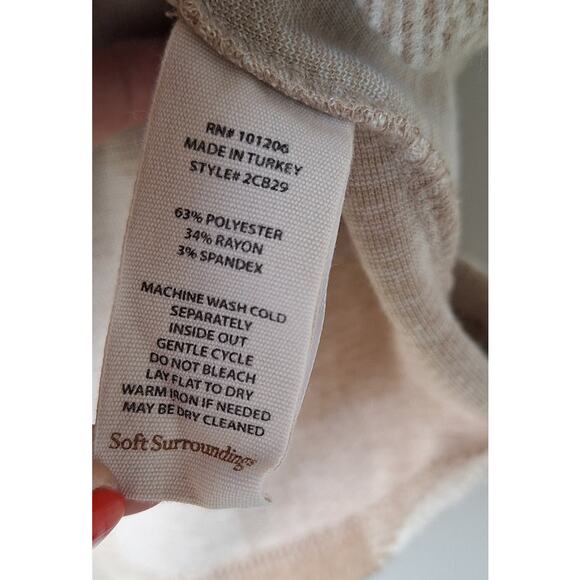 RN# 101206
MADE IN TURKEY
STYLE# 2CB29
63% POLYESTER
34% RAYON
3% SPANDEX
MACHINE WASH COLD
SEPARATELY
INSIDE OUT
GENTLE CYCLE
DO NOT BLEACH
LAY FLAT TO DRY
WARM IRON IF NEEDED
MAY BE DRY CLEANED
Soft Surroundings